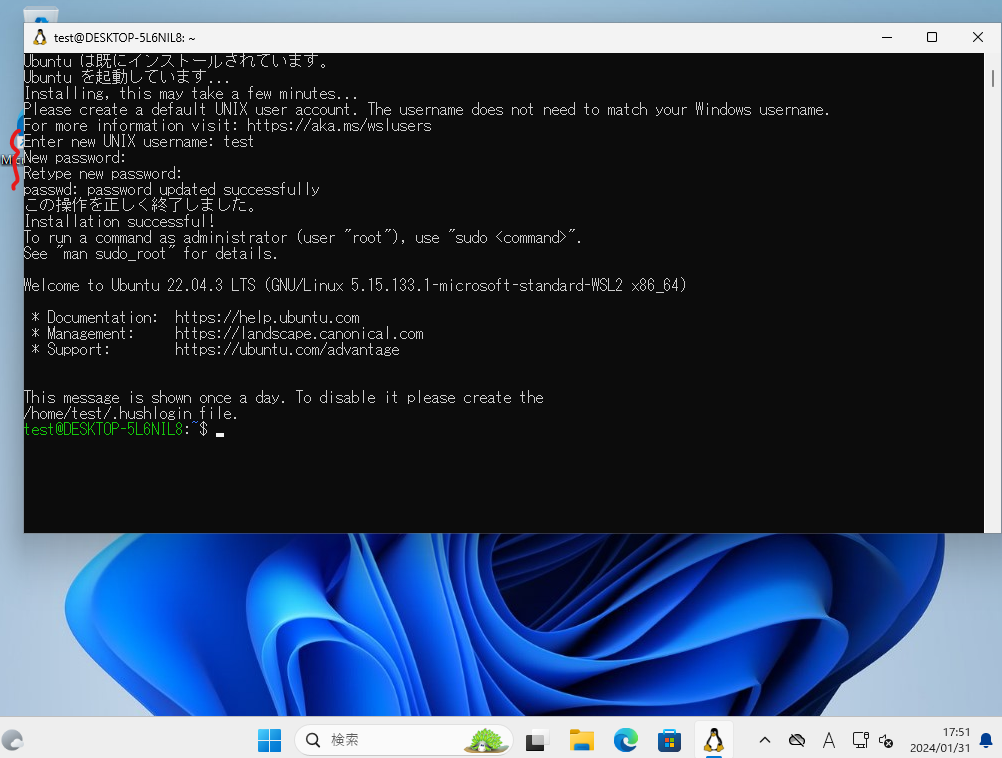 test@DESKTOP-5L6NIL8: ~
Ubuntu は既にインストールされています。
Ubuntu を起動しています...
Installing, this may take a few minutes...
Please create a default UNIX user account. The username does not need to match your Windows username.
For more information visit: https://aka.ms/wslusers
Enter new UNIX username: test
New password:
Retype new password:
passwd: password updated successfully
この操作を正しく終了しました。
Installation successful!
To run a command as administrator (user "root"), use "sudo <command>".
See "man sudo_root" for details.
Welcome to Ubuntu 22.04.3 LTS (GNU/Linux 5.15.133.1-microsoft-standard-WSL2 x86_64)
* Documentation:  https://help.ubuntu.com
* Management:     https://landscape.canonical.com
* Support:        https://ubuntu.com/advantage
This message is shown once a day. To disable it please create the
/home/test/.hushlogin file.
test@DESKTOP-5L6NIL8:~$
検索
A
17:51
2024/01/31